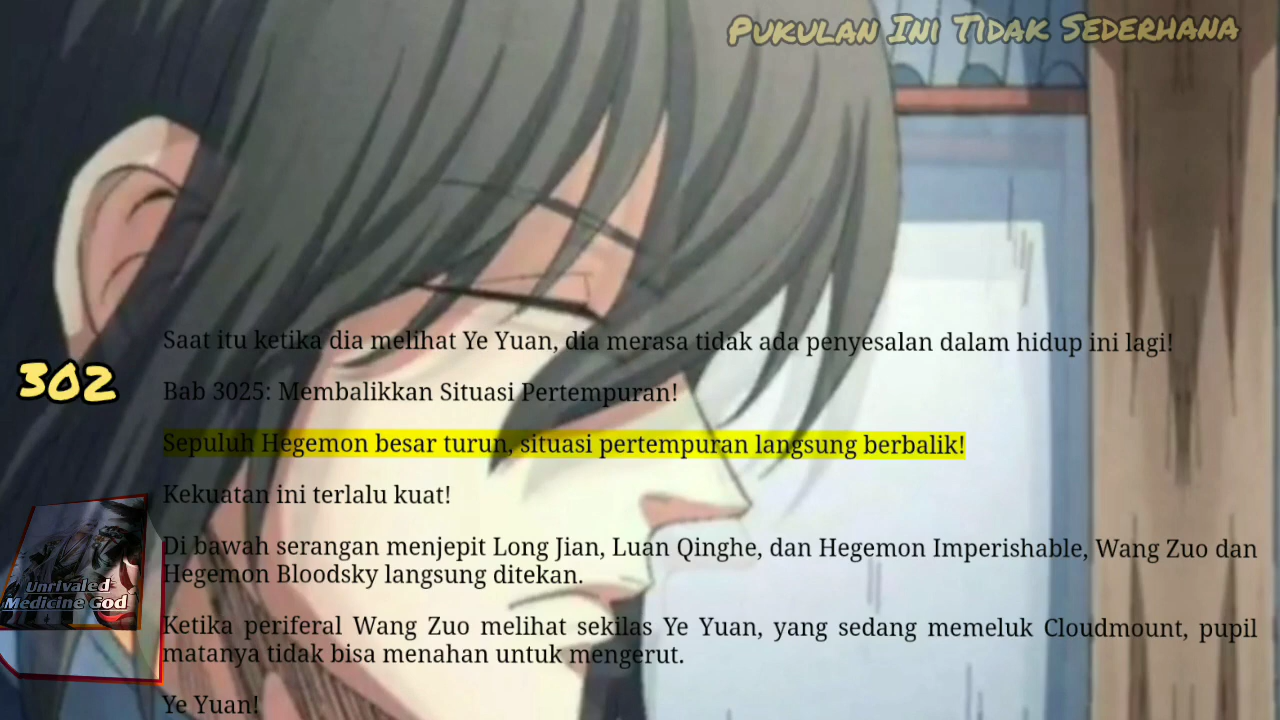 Pukulan Ini Tidak Sederhana
Saat itu ketika dia melihat Ye Yuan, dia merasa tidak ada penyesalan dalam hidup ini lagi!
302
Bab 3025: Membalikkan Situasi Pertempuran!
Sepuluh Hegemon besar turun, situasi pertempuran langsung berbalik!
Kekuatan ini terlalu kuat!
Di bawah serangan menjepit Long Jian, Luan Qinghe, dan Hegemon Imperishable, Wang Zuo dan
Hegemon Bloodsky langsung ditekan.
Unrivaled
Medicine God
Ketika periferal Wang Zuo melihat sekilas Ye Yuan, yang sedang memeluk Cloudmount, pupil
matanya tidak bisa menahan untuk mengerut.
Ye Yuan!